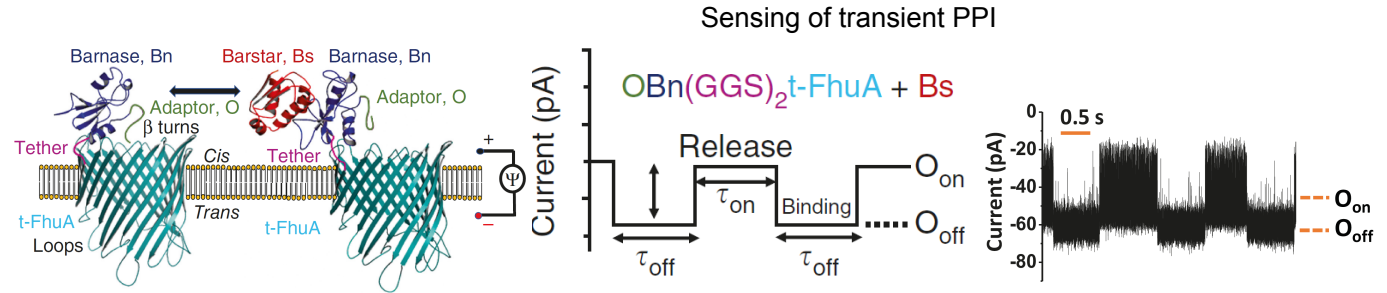 Sensing of transient PPI
Barnase, Bn
Barstar, Bs
Barnase, Bn
Adaptor, O
β turns
Adaptor, O
Tether
Cis
Tether
Trans
t-FhuA
Loops
t-FhuA
+
Ψ
−
Current (pA)
OBn(GGS)₂t-FhuA + Bs
Release
τon
Binding
τoff
τoff
Oon
Ooff
Current (pA)
0
-20
-40
-60
-80
0.5 s
Oon
Ooff